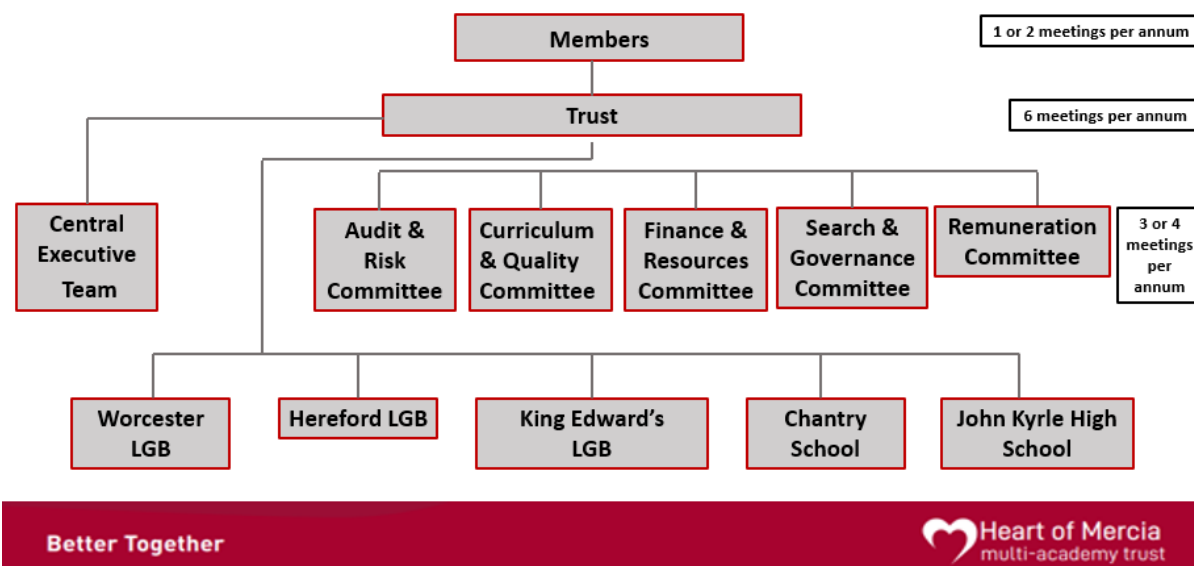 Members
1 or 2 meetings per annum
Trust
6 meetings per annum
Central
Executive
Team
Audit &
Risk
Committee
Curriculum
& Quality
Committee
Finance &
Resources
Committee
Search &
Governance
Committee
Remuneration
Committee
3 or 4
meetings
per
annum
Worcester
LGB
Hereford LGB
King Edward’s
LGB
Chantry
School
John Kyrle High
School
Better Together
Heart of Mercia
multi-academy trust